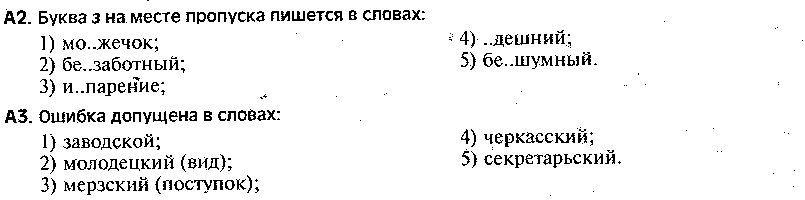 А2. Буква з на месте пропуска пишется в словах:
1) мо..жечок;
2) бе..заботный;
3) и..парение;
4) ..дешний;
5) бе..шумный.
А3. Ошибка допущена в словах:
1) заводской;
2) молодецкий (вид);
3) мерзский (поступок);
4) черкасский;
5) секретарьский.